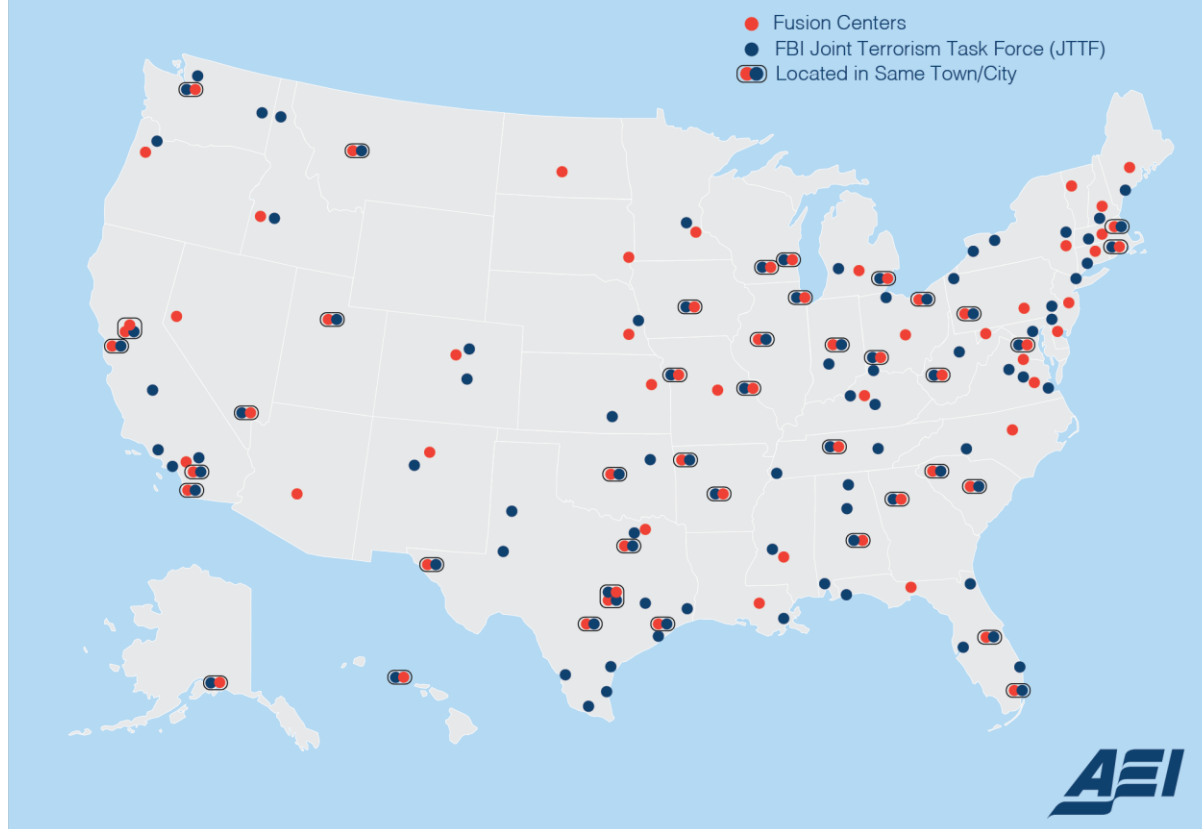 Fusion Centers
FBI Joint Terrorism Task Force (JTTF)
Located in Same Town/City
AEI